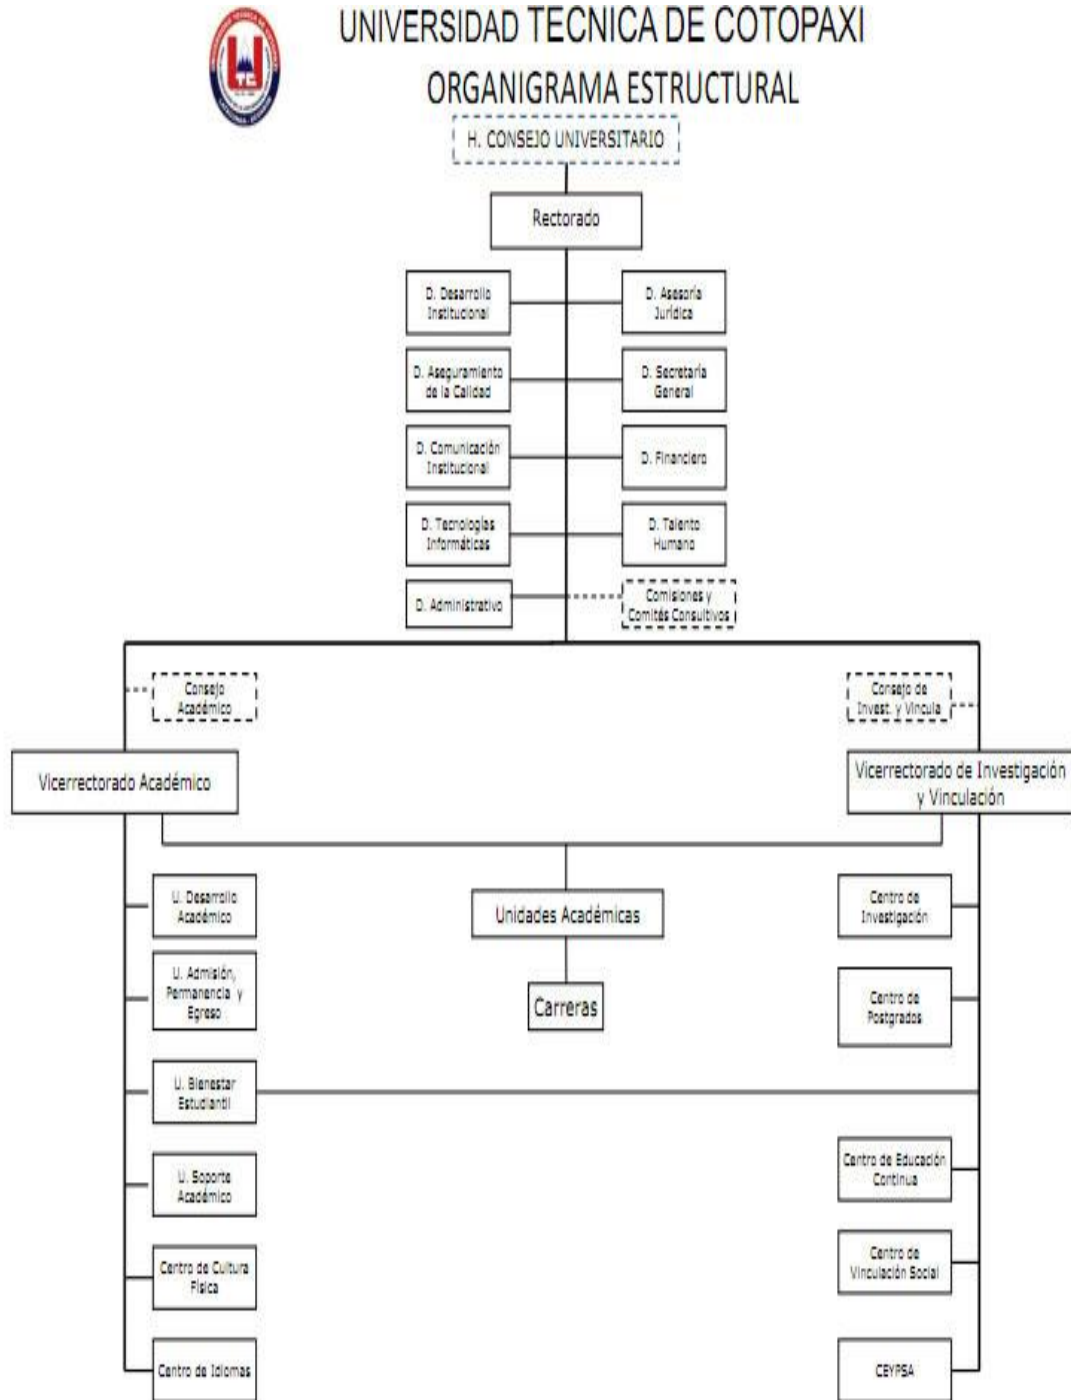 UNIVERSIDAD TECNICA DE COTOPAXI
ORGANIGRAMA ESTRUCTURAL
H. CONSEJO UNIVERSITARIO
Rectorado
D. Desarrollo
Institucional
D. Asesoría
Jurídica
D. Aseguramiento
de la Calidad
D. Secretaría
General
D. Comunicación
Institucional
D. Financiero
D. Tecnologías
Informáticas
D. Talento
Humano
D. Administrativo
Comisiones y
Comités Consultivos
Consejo
Académico
Consejo de
Invest. y Vincula
Vicerrectorado Académico
Vicerrectorado de Investigación
y Vinculación
U. Desarrollo
Académico
Unidades Académicas
Centro de
Investigación
U. Admisión,
Permanencia y
Egreso
Carreras
Centro de
Postgrados
U. Bienestar
Estudiantil
U. Soporte
Académico
Centro de Educación
Continua
Centro de Cultura
Física
Centro de
Vinculación Social
Centro de Idiomas
CEYPSA